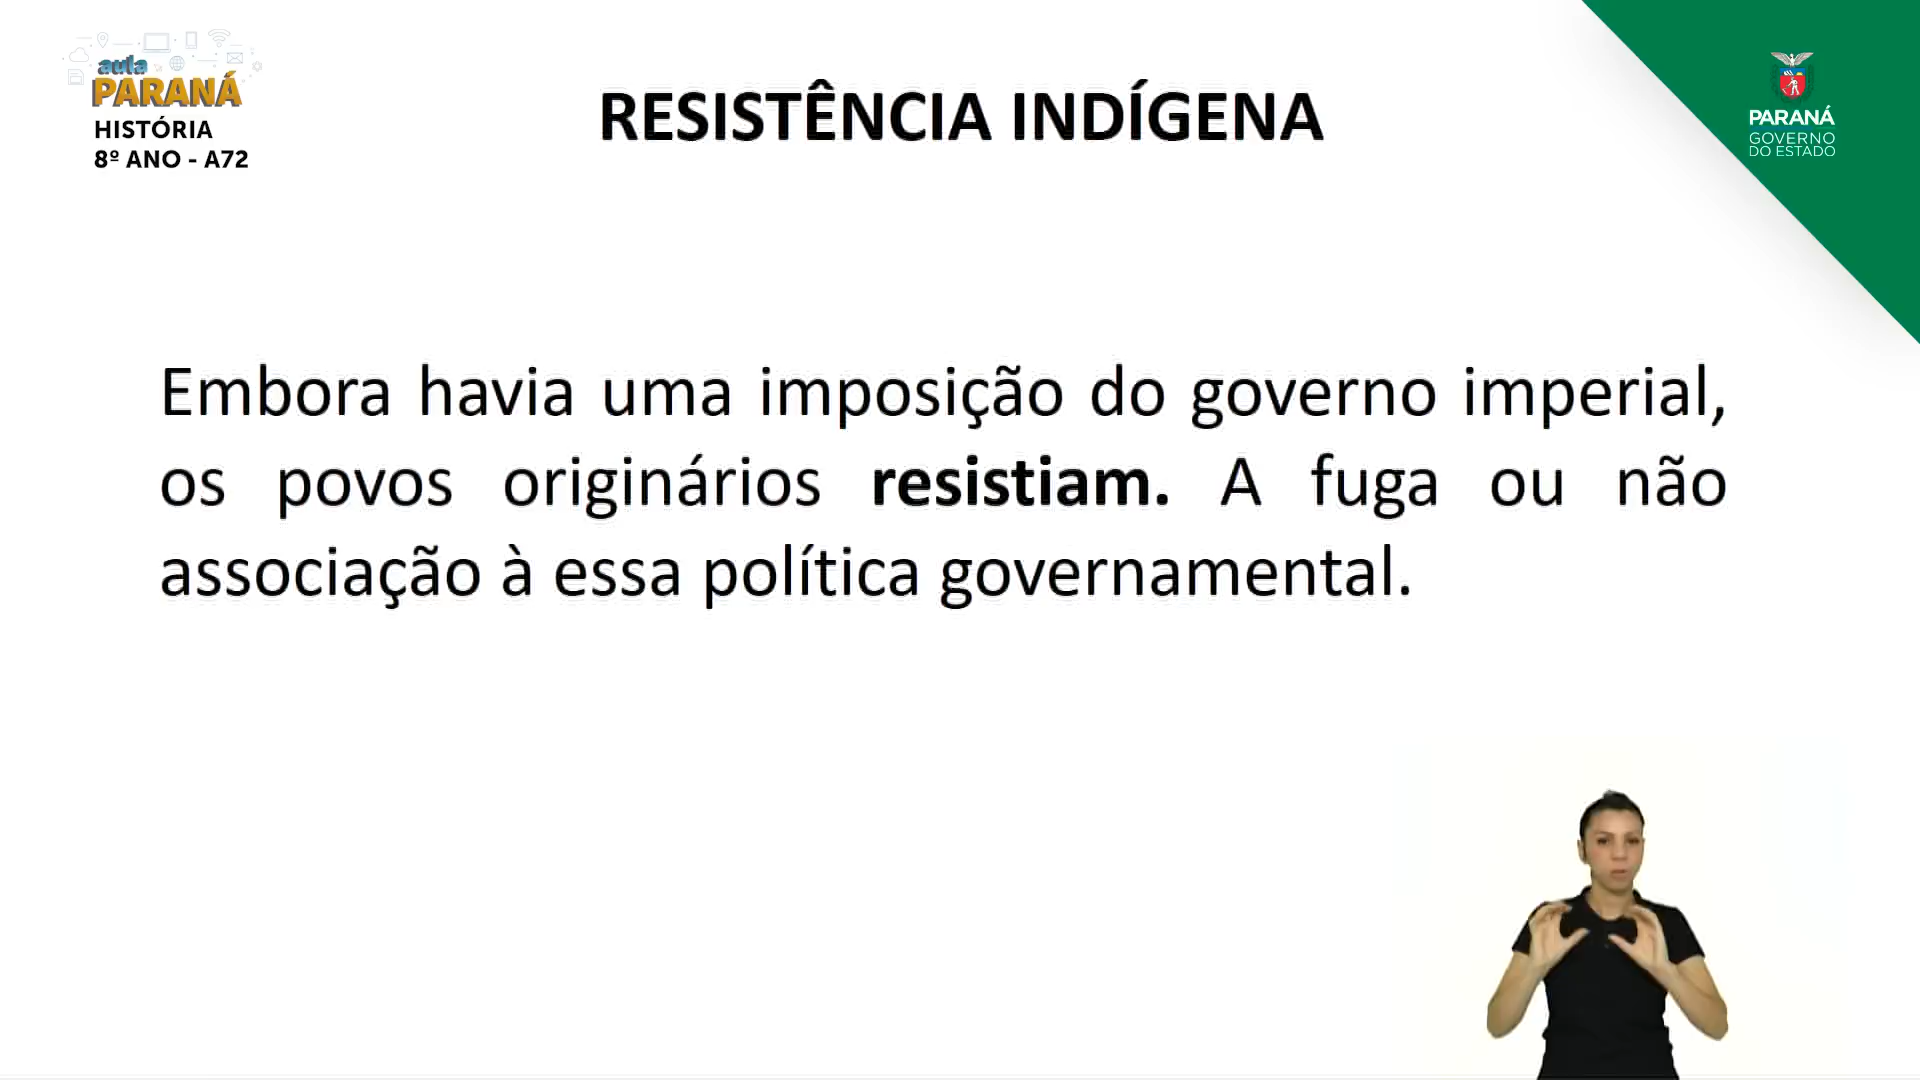 aula
PARANÁ
HISTÓRIA
8º ANO - A72
RESISTÊNCIA INDÍGENA
PARANÁ
GOVERNO
DO ESTADO
Embora havia uma imposição do governo imperial,
os povos originários resistiam. A fuga ou não
associação à essa política governamental.